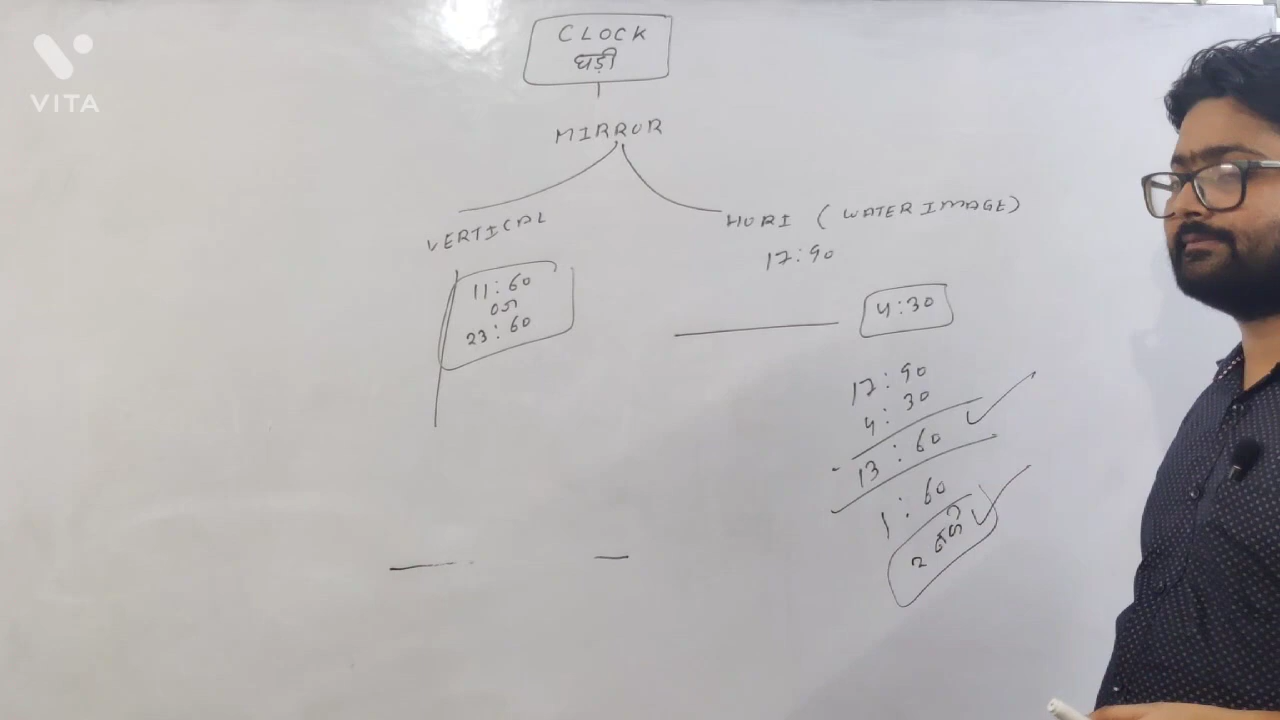 VITA
CLOCK
घड़ी
MIRROR
VERTICAL
11:60
23:60
HORI (WATER IMAGE)
17:90
4:30
17:90
4:30
- 13:60
1:60
2 बजे